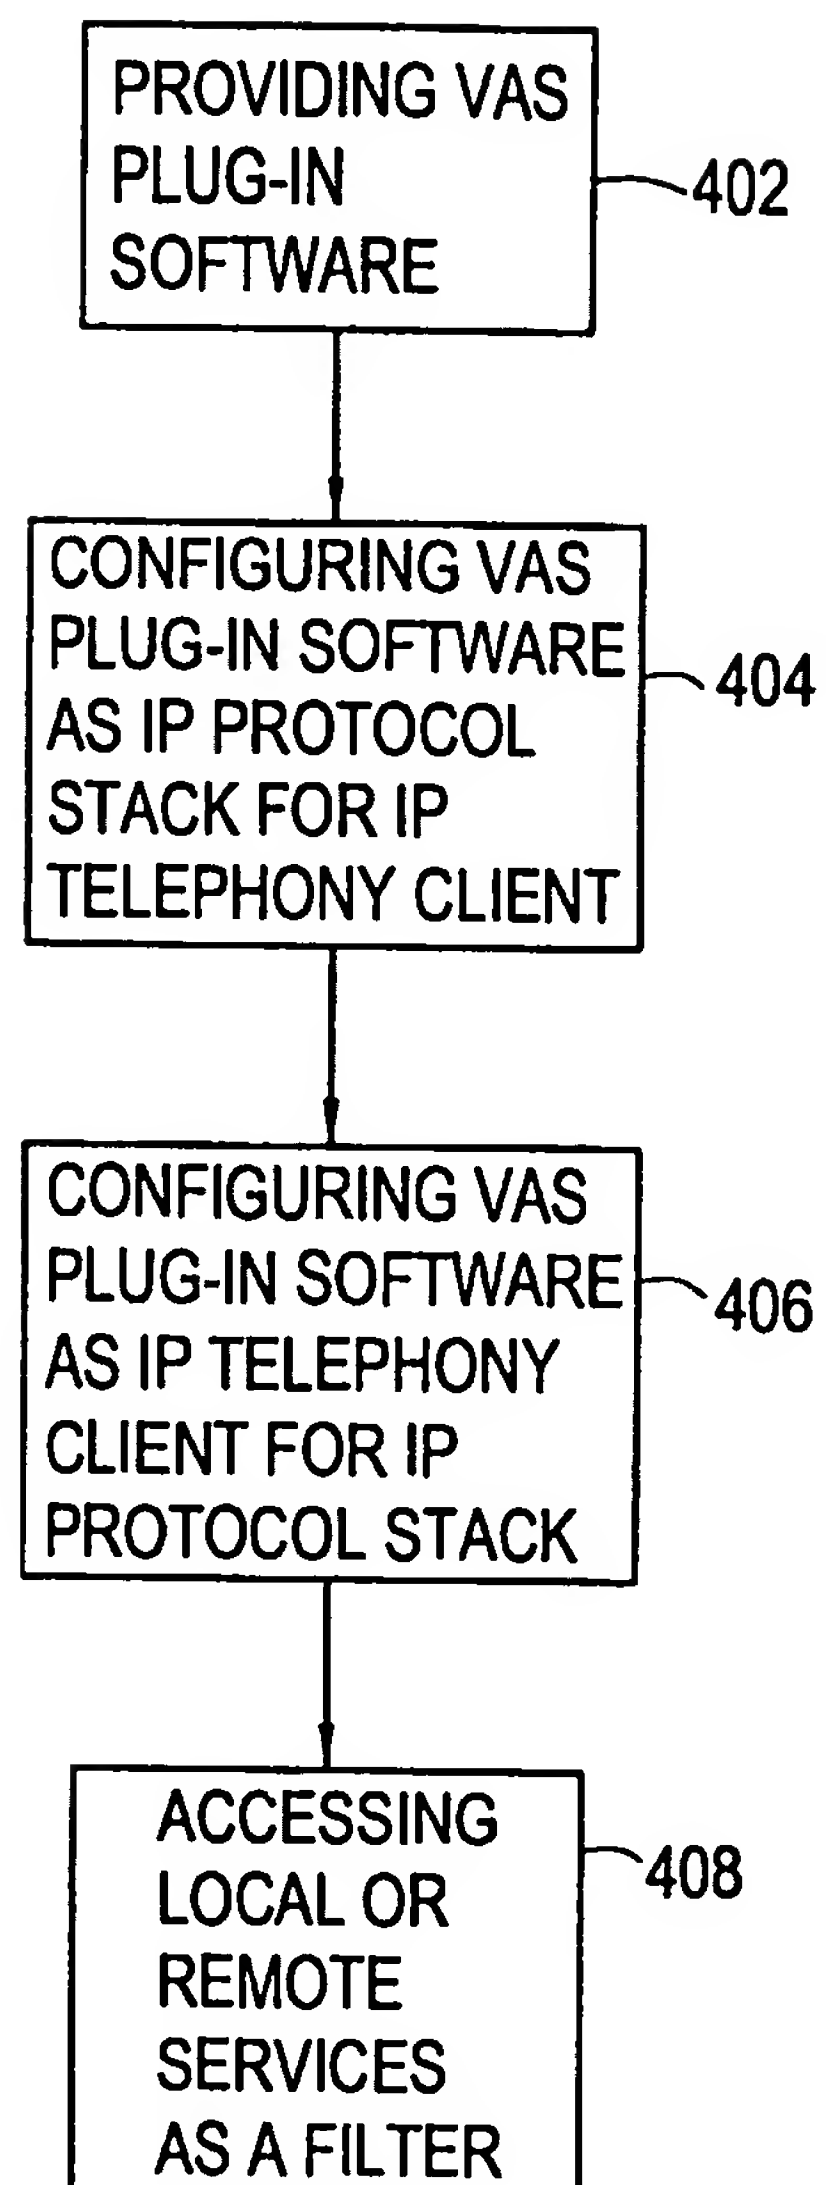 PROVIDING VAS
PLUG-IN
SOFTWARE
402
CONFIGURING VAS
PLUG-IN SOFTWARE
AS IP PROTOCOL
STACK FOR IP
TELEPHONY CLIENT
404
CONFIGURING VAS
PLUG-IN SOFTWARE
AS IP TELEPHONY
CLIENT FOR IP
PROTOCOL STACK
406
ACCESSING
LOCAL OR
REMOTE
SERVICES
AS A FILTER
408